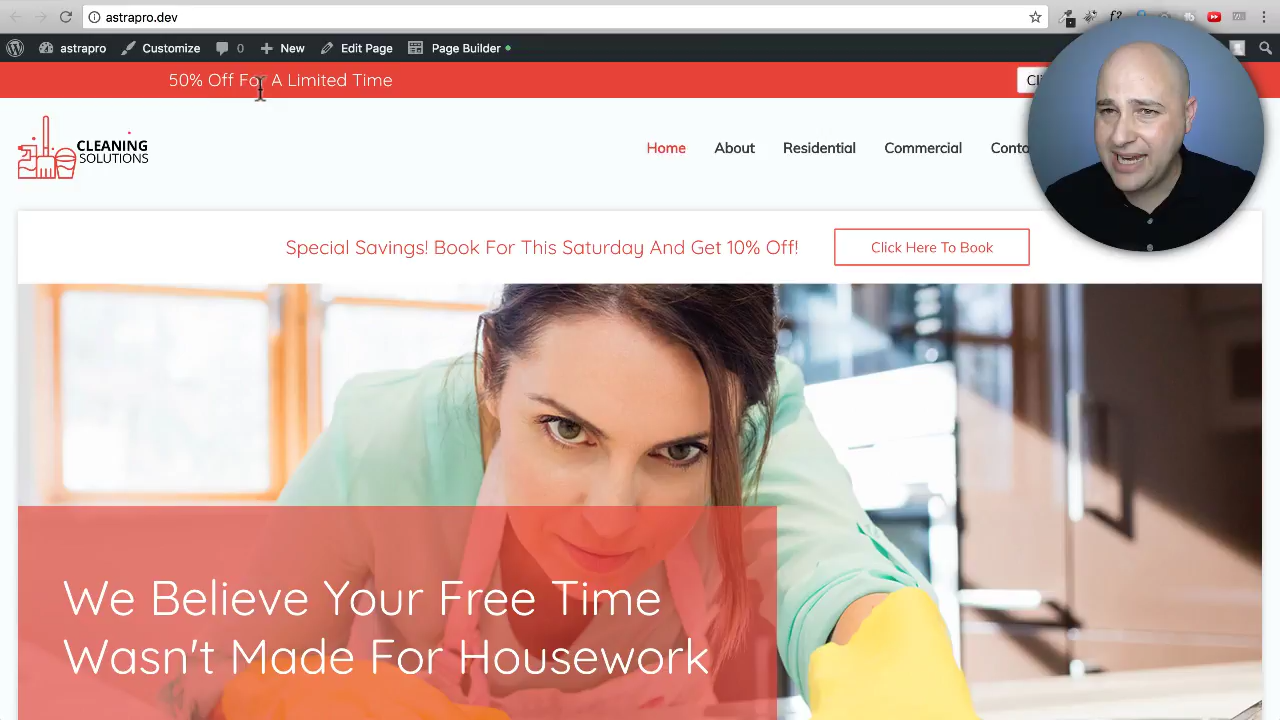 astrapro.dev
astrapro
Customize
0
New
Edit Page
Page Builder
50% Off For A Limited Time
CLEANING
SOLUTIONS
Home
About
Residential
Commercial
Special Savings! Book For This Saturday And Get 10% Off!
Click Here To Book
We Believe Your Free Time
Wasn't Made For Housework